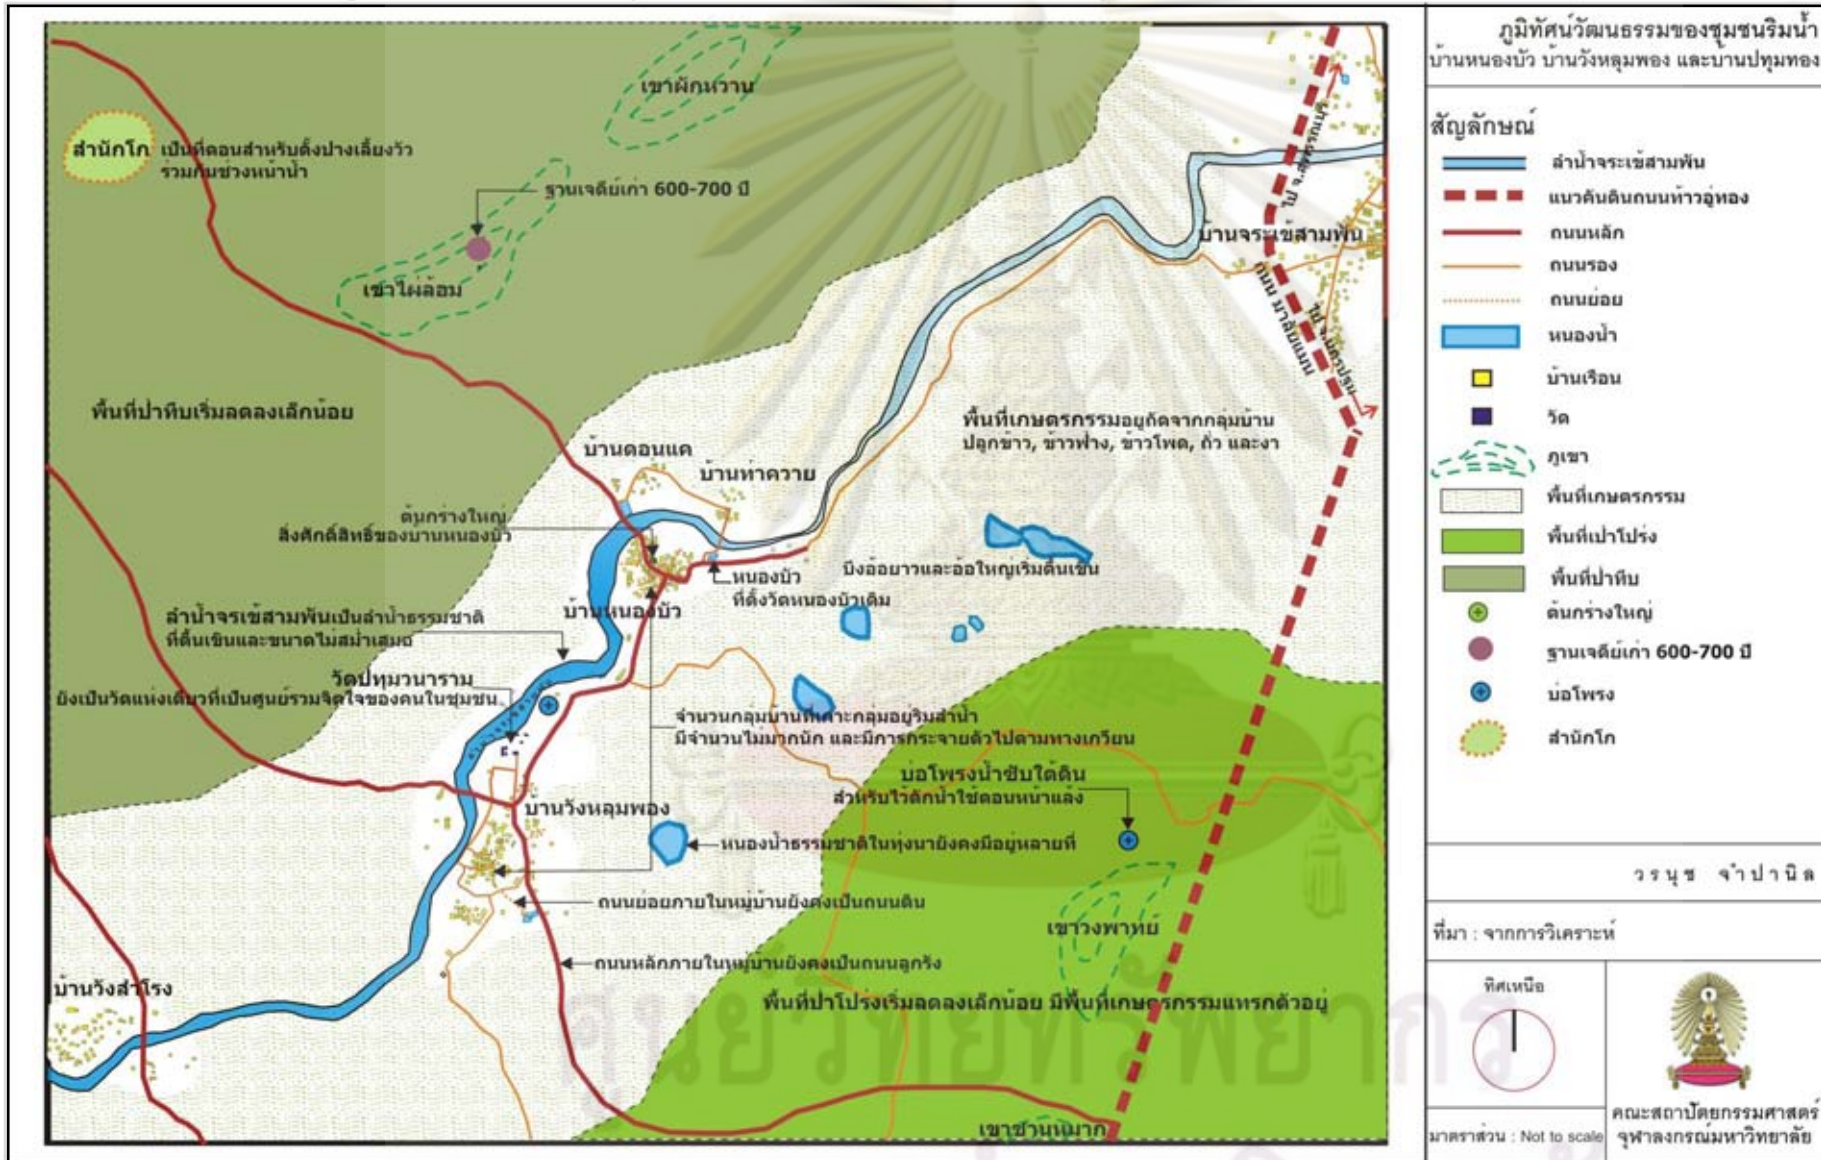 เขาผักหวาน
สำนักโก เป็นที่ดอนสำหรับตั้งปางเลี้ยงวัว
ร่วมกันช่วงหน้าน้ำ
ฐานเจดีย์เก่า 600-700 ปี
เขาไผ่ล้อม
ไป จ.สุพรรณบุรี
บ้านจระเข้สามพัน
ถนน มาลัยแมน
ไป จ.นครปฐม
พื้นที่ป่าทึบเริ่มลดลงเล็กน้อย
พื้นที่เกษตรกรรมอยู่ถัดจากกลุ่มบ้าน
ปลูกข้าว, ข้าวฟ่าง, ข้าวโพด, ถั่ว และงา
บ้านดอนแค
บ้านท่าควาย
ต้นกร่างใหญ่
สิ่งศักดิ์สิทธิ์ของบ้านหนองบัว
บึงอ้อยาวและอ้อใหญ่เริ่มตื้นเขิน
หนองบัว
ที่ตั้งวัดหนองบัวเดิม
บ้านหนองบัว
ลำน้ำจรเข้สามพันเป็นลำน้ำธรรมชาติ
ที่ตื้นเขินและขนาดไม่สม่ำเสมอ
วัดปทุมวนาราม
ยังเป็นวัดแห่งเดียวที่เป็นศูนย์รวมจิตใจของคนในชุมชน
จำนวนกลุ่มบ้านที่เกาะกลุ่มอยู่ริมลำน้ำ
มีจำนวนไม่มากนัก และมีการกระจายตัวไปตามทางเกวียน
บ่อโพรงน้ำซับใต้ดิน
สำหรับไว้ตักน้ำใช้ตอนหน้าแล้ง
บ้านวังหลุมพอง
หนองน้ำธรรมชาติในทุ่งนายังคงมีอยู่หลายที่
ถนนย่อยภายในหมู่บ้านยังคงเป็นถนนดิน
เขาวงพาทย์
ถนนหลักภายในหมู่บ้านยังคงเป็นถนนลูกรัง
บ้านวังสำโรง
พื้นที่ป่าโปร่งเริ่มลดลงเล็กน้อย มีพื้นที่เกษตรกรรมแทรกตัวอยู่
เขาชานหมาก
ศูนย์วิทยทรัพยากร
ภูมิทัศน์วัฒนธรรมของชุมชนริมน้ำ
บ้านหนองบัว บ้านวังหลุมพอง และบ้านปทุมทอง
สัญลักษณ์
ลำน้ำจระเข้สามพัน
แนวคันดินถนนท้าวอู่ทอง
ถนนหลัก
ถนนรอง
ถนนย่อย
หนองน้ำ
บ้านเรือน
วัด
ภูเขา
พื้นที่เกษตรกรรม
พื้นที่เป่าโปร่ง
พื้นที่ป่าทึบ
ต้นกร่างใหญ่
ฐานเจดีย์เก่า 600-700 ปี
บ่อโพรง
สำนักโก
วรนุช จำปานิล
ที่มา : จากการวิเคราะห์
ทิศเหนือ
มาตราส่วน : Not to scale
คณะสถาปัตยกรรมศาสตร์
จุฬาลงกรณ์มหาวิทยาลัย